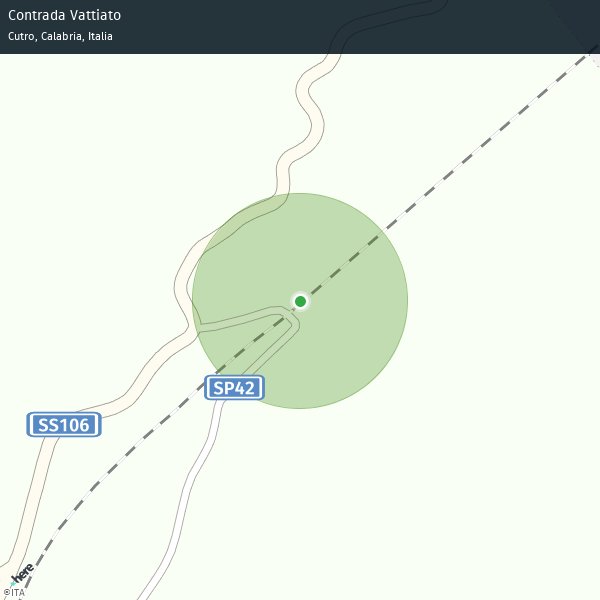 Contrada Vattiato
Cutro, Calabria, Italia
SP42
SS106
here
©ITA